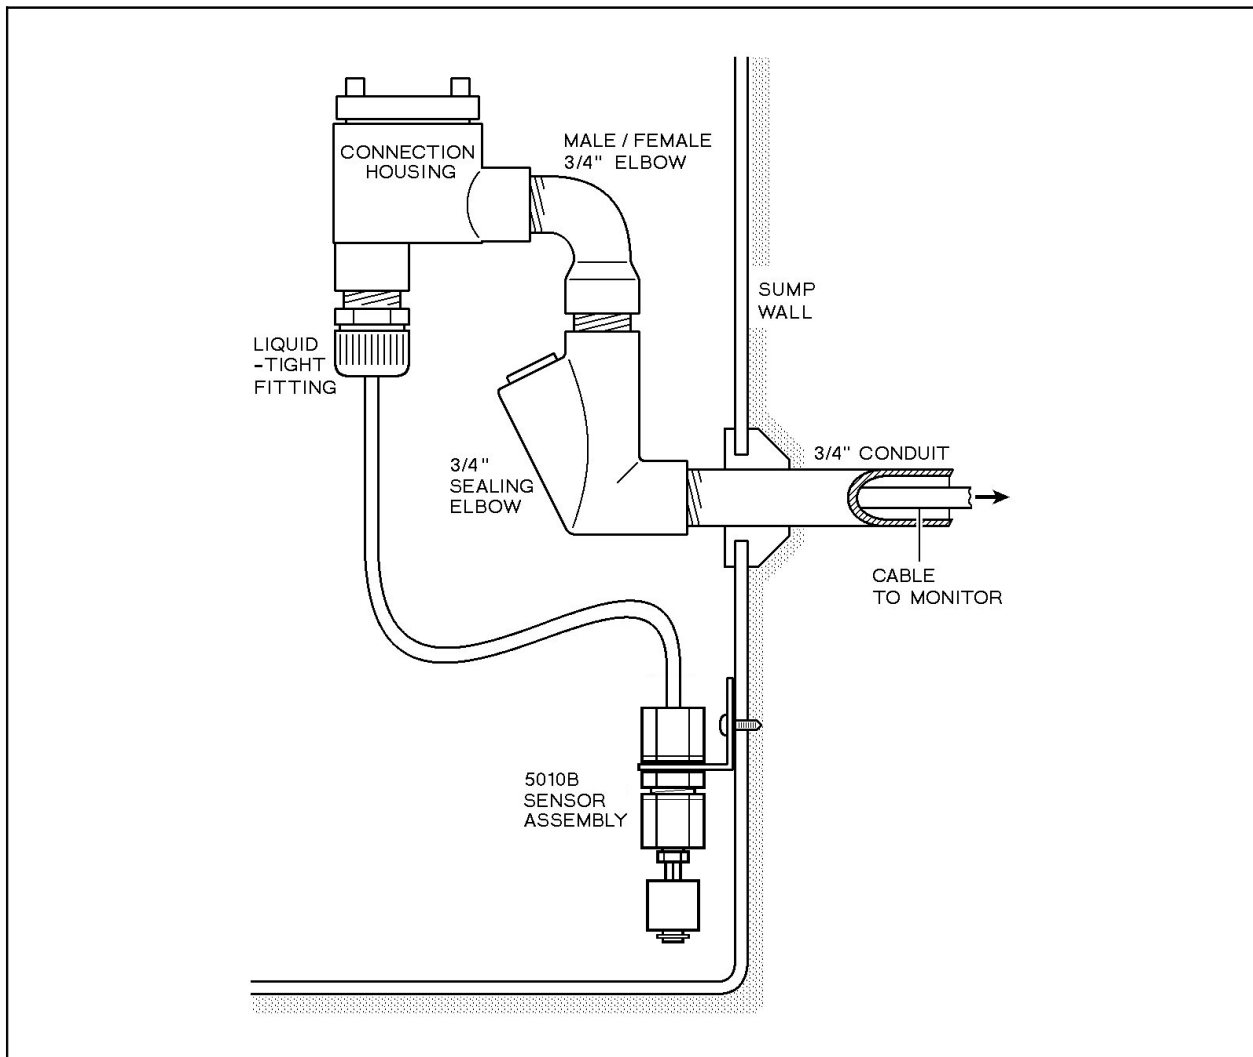 CONNECTION
HOUSING
MALE / FEMALE
3/4" ELBOW
SUMP
WALL
LIQUID
-TIGHT
FITTING
3/4"
SEALING
ELBOW
3/4" CONDUIT
CABLE
TO MONITOR
5010B
SENSOR
ASSEMBLY